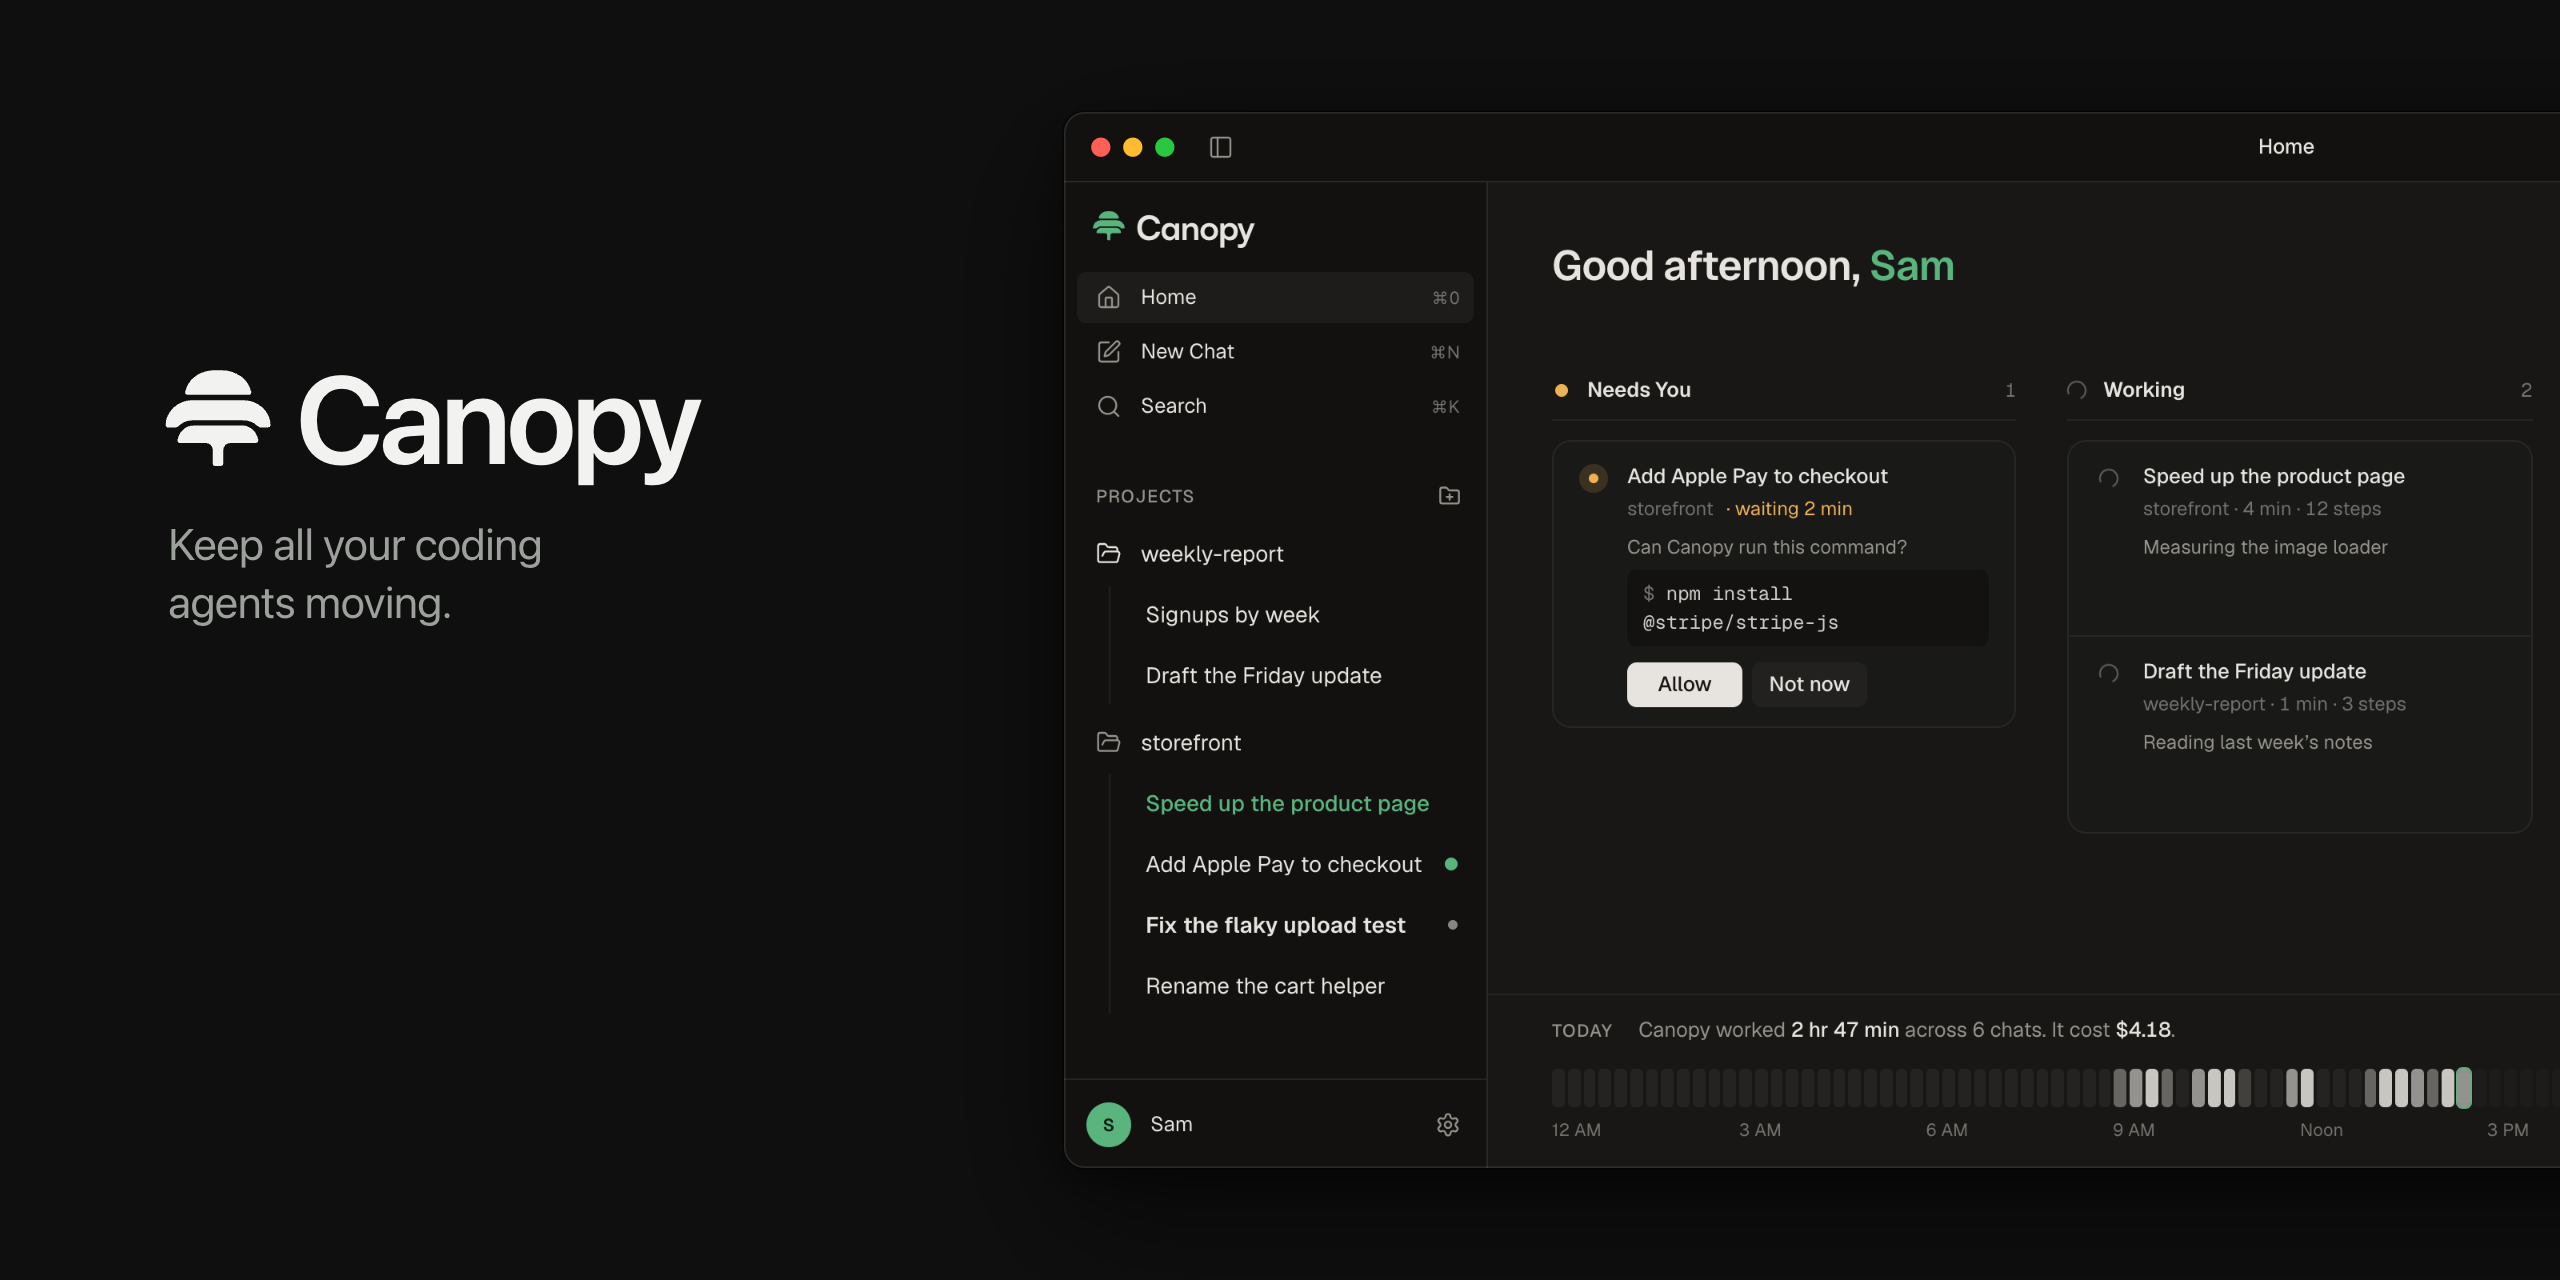 Canopy
Keep all your coding
agents moving.
Home
Canopy
Home ⌘0
New Chat ⌘N
Search ⌘K
PROJECTS
weekly-report
Signups by week
Draft the Friday update
storefront
Speed up the product page
Add Apple Pay to checkout
Fix the flaky upload test
Rename the cart helper
S Sam
Good afternoon, Sam
Needs You 1
Add Apple Pay to checkout
storefront · waiting 2 min
Can Canopy run this command?
$ npm install
@stripe/stripe-js
Allow Not now
Working 2
Speed up the product page
storefront · 4 min · 12 steps
Measuring the image loader
Draft the Friday update
weekly-report · 1 min · 3 steps
Reading last week’s notes
TODAY Canopy worked 2 hr 47 min across 6 chats. It cost $4.18.
12 AM 3 AM 6 AM 9 AM Noon 3 PM